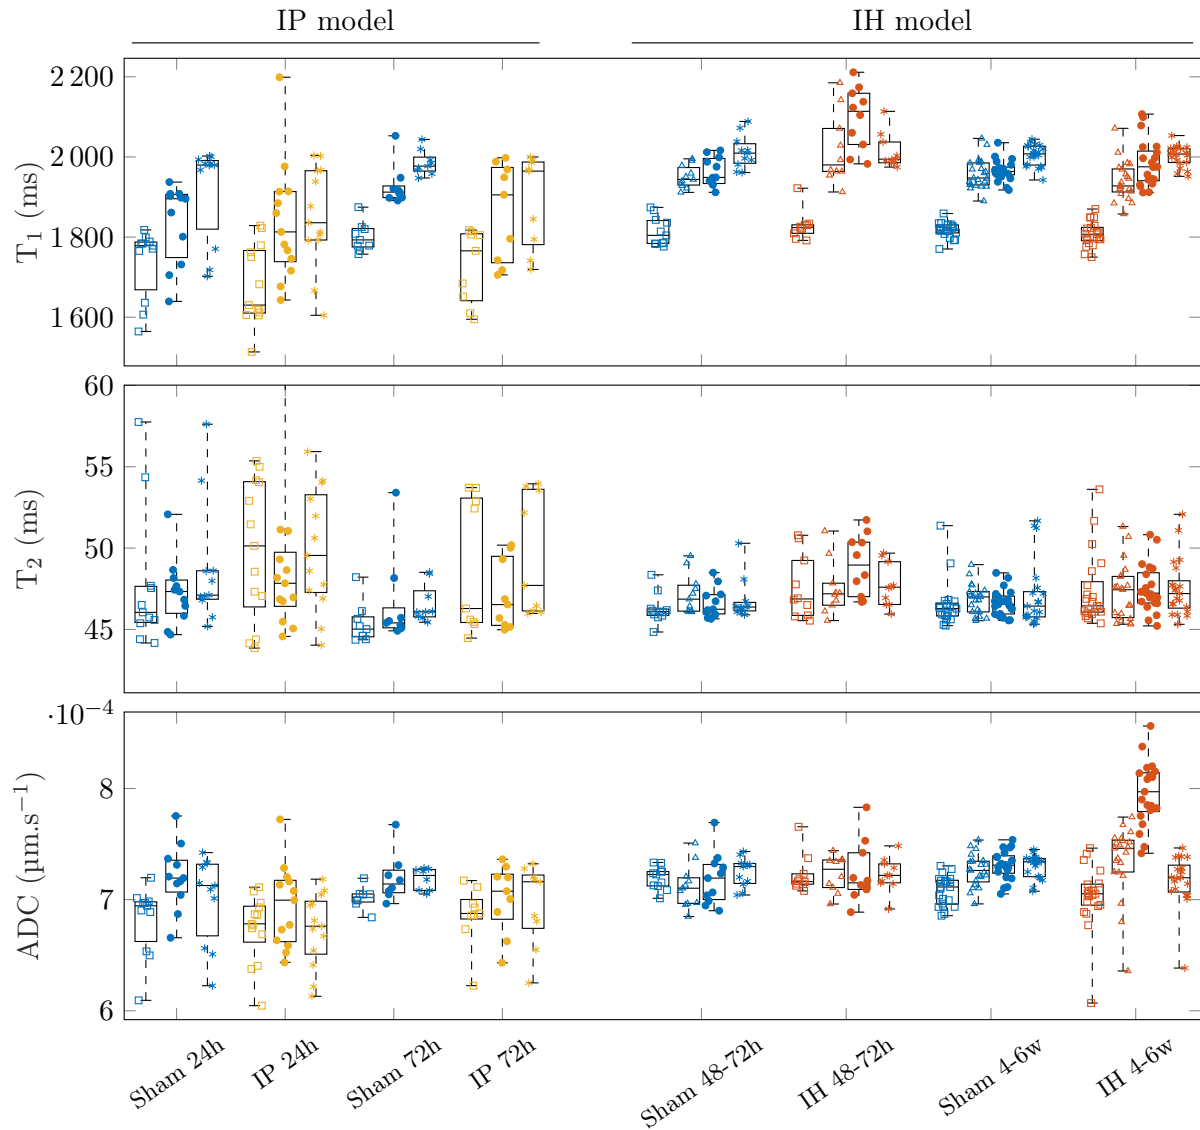 IP model IH model
T₁ (ms)
2 200
2 000
1 800
1 600
T₂ (ms)
60
55
50
45
·10⁻⁴
ADC (µm.s⁻¹)
8
7
6
Sham 24h IP 24h Sham 72h IP 72h Sham 48-72h IH 48-72h Sham 4-6w IH 4-6w